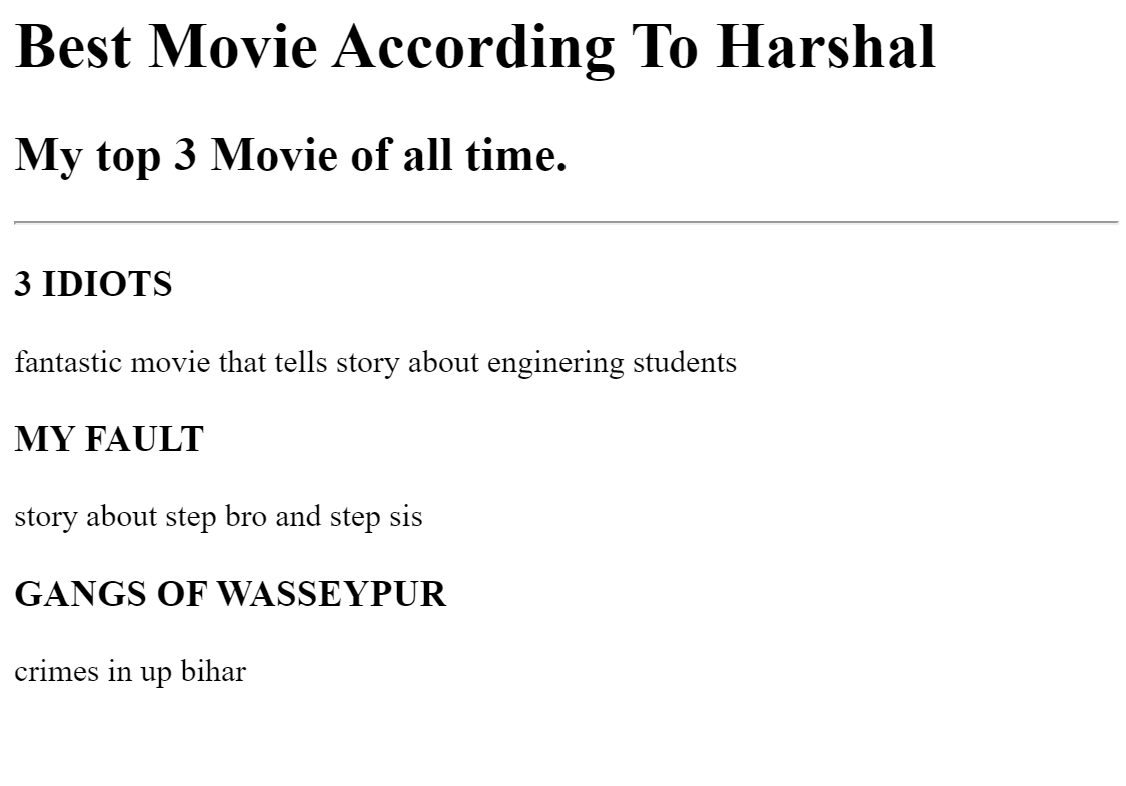 Best Movie According To Harshal
My top 3 Movie of all time.
3 IDIOTS
fantastic movie that tells story about enginering students
MY FAULT
story about step bro and step sis
GANGS OF WASSEYPUR
crimes in up bihar